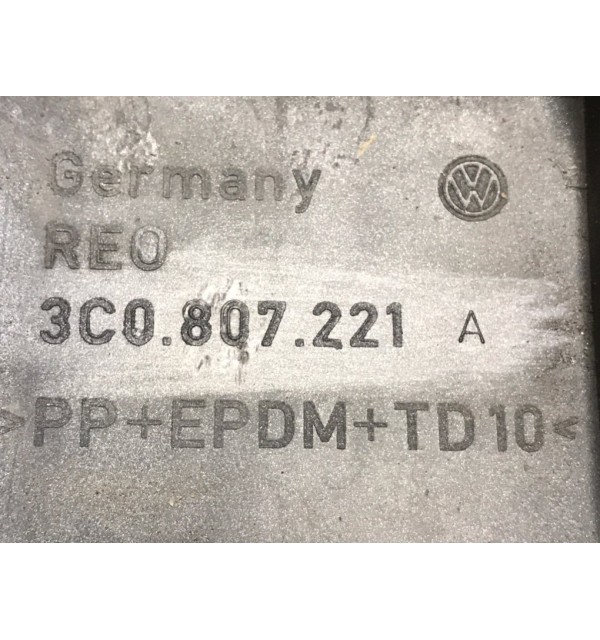 Germany
REO
3C0.807.221 A
>PP+EPDM+TD10<